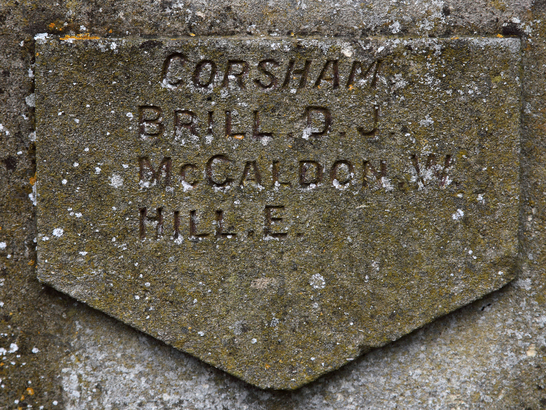 CORSHAM
BRILL. D. J.
MCCALDON. W.
HILL. E.